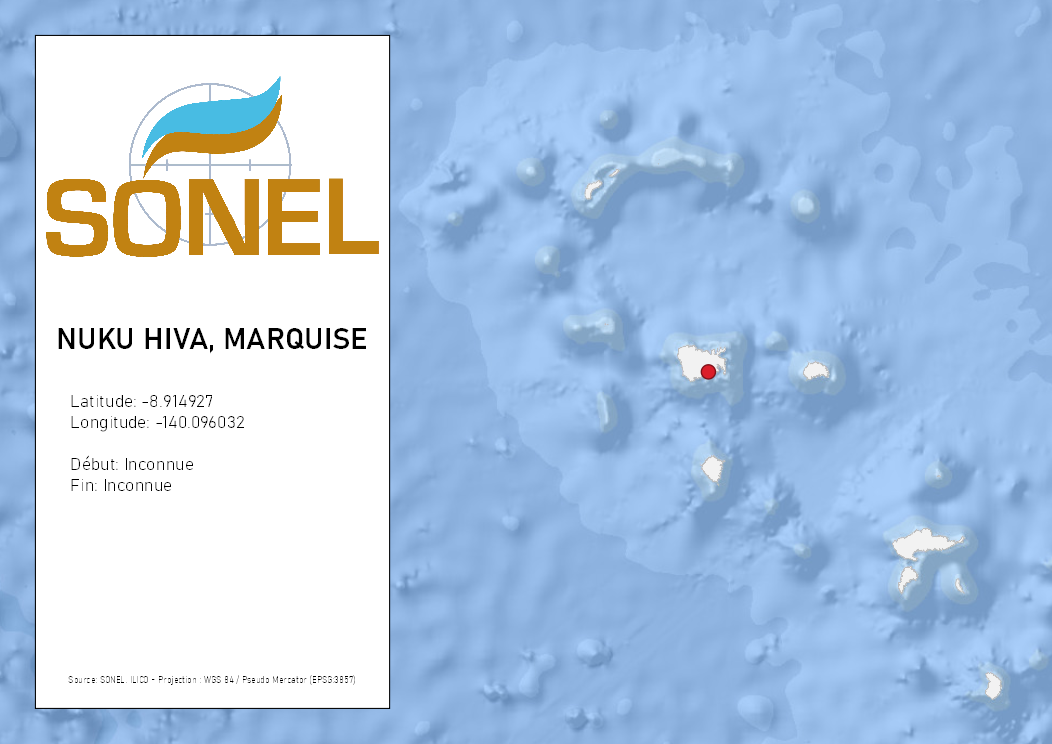 SONEL
NUKU HIVA, MARQUISE
Latitude: -8.914927
Longitude: -140.096032
Début: Inconnue
Fin: Inconnue
Source: SONEL, ILICO - Projection : WGS 84 / Pseudo Mercator (EPSG:3857)